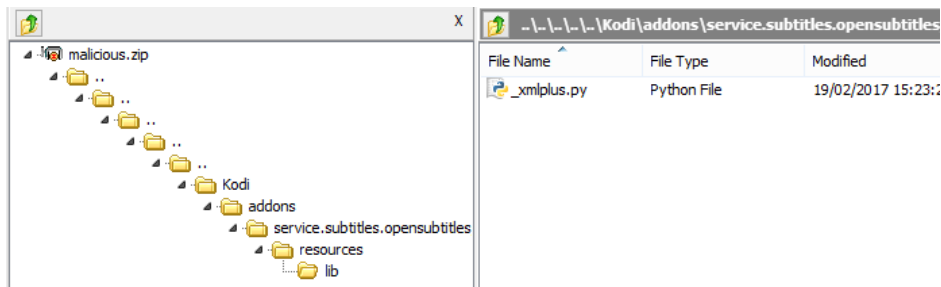 X
malicious.zip
..
..
..
..
..
Kodi
addons
service.subtitles.opensubtitles
resources
lib
..\..\..\..\..\Kodi\addons\service.subtitles.opensubtitles
File Name File Type Modified
_xmlplus.py Python File 19/02/2017 15:23:2